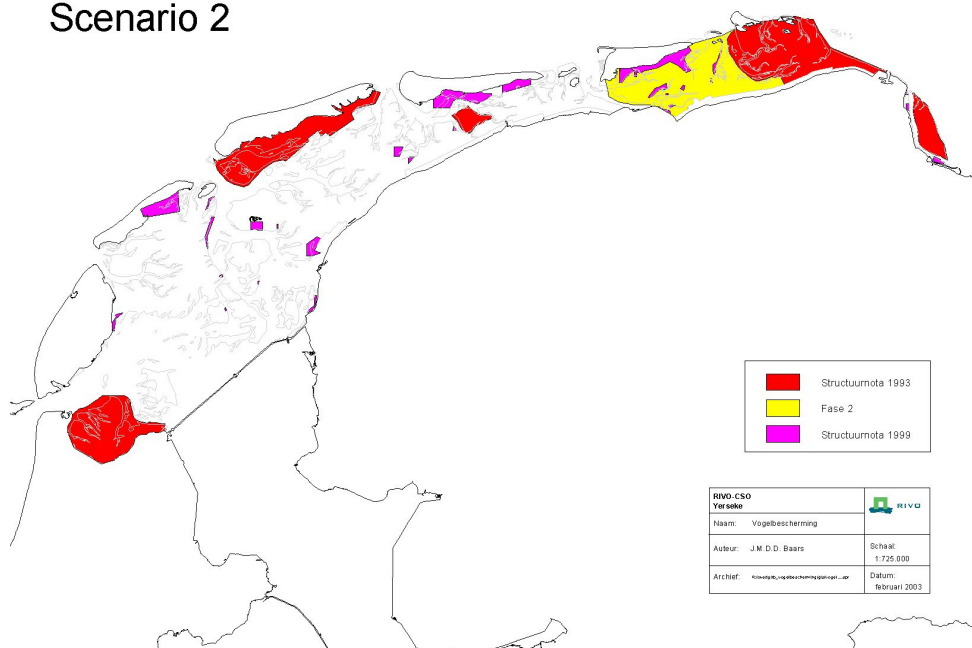 Scenario 2
Structuurnota 1993
Fase 2
Structuurnota 1999
RIVO-CSO
Yerseke
RIVO
Naam: Vogelbescherming
Auteur: J.M.D.D. Baars
Schaal:
1:725.000
Archief:
Datum:
februari 2003